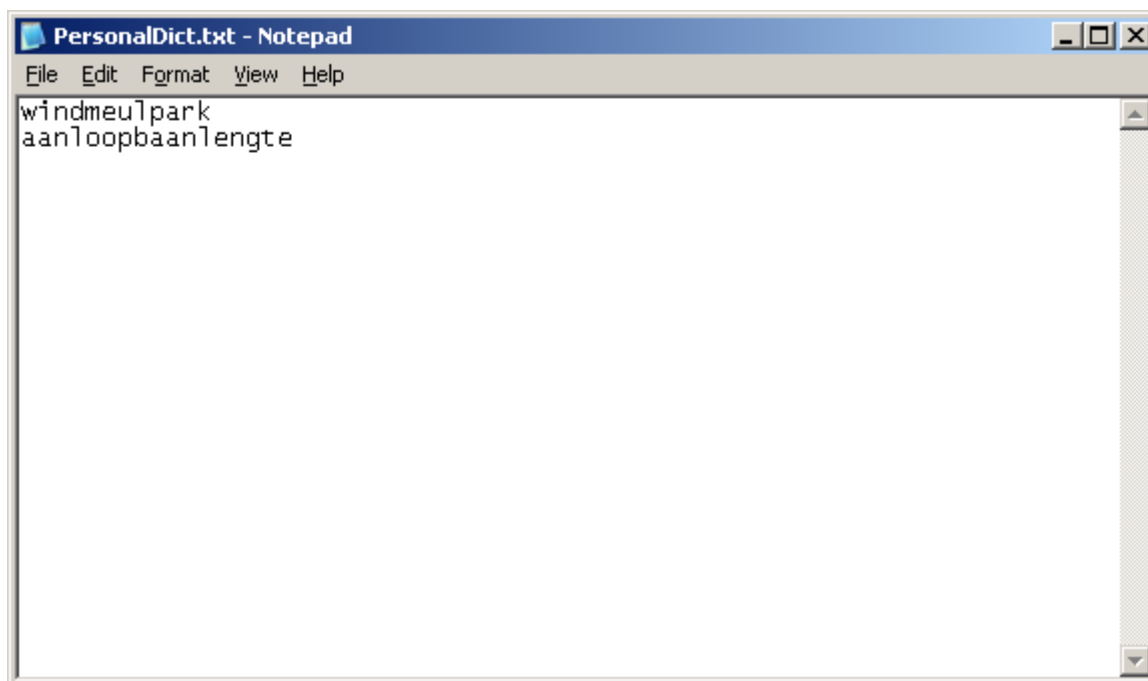 PersonalDict.txt - Notepad
File Edit Format View Help
windmeulpark
aanloopbaanlengte